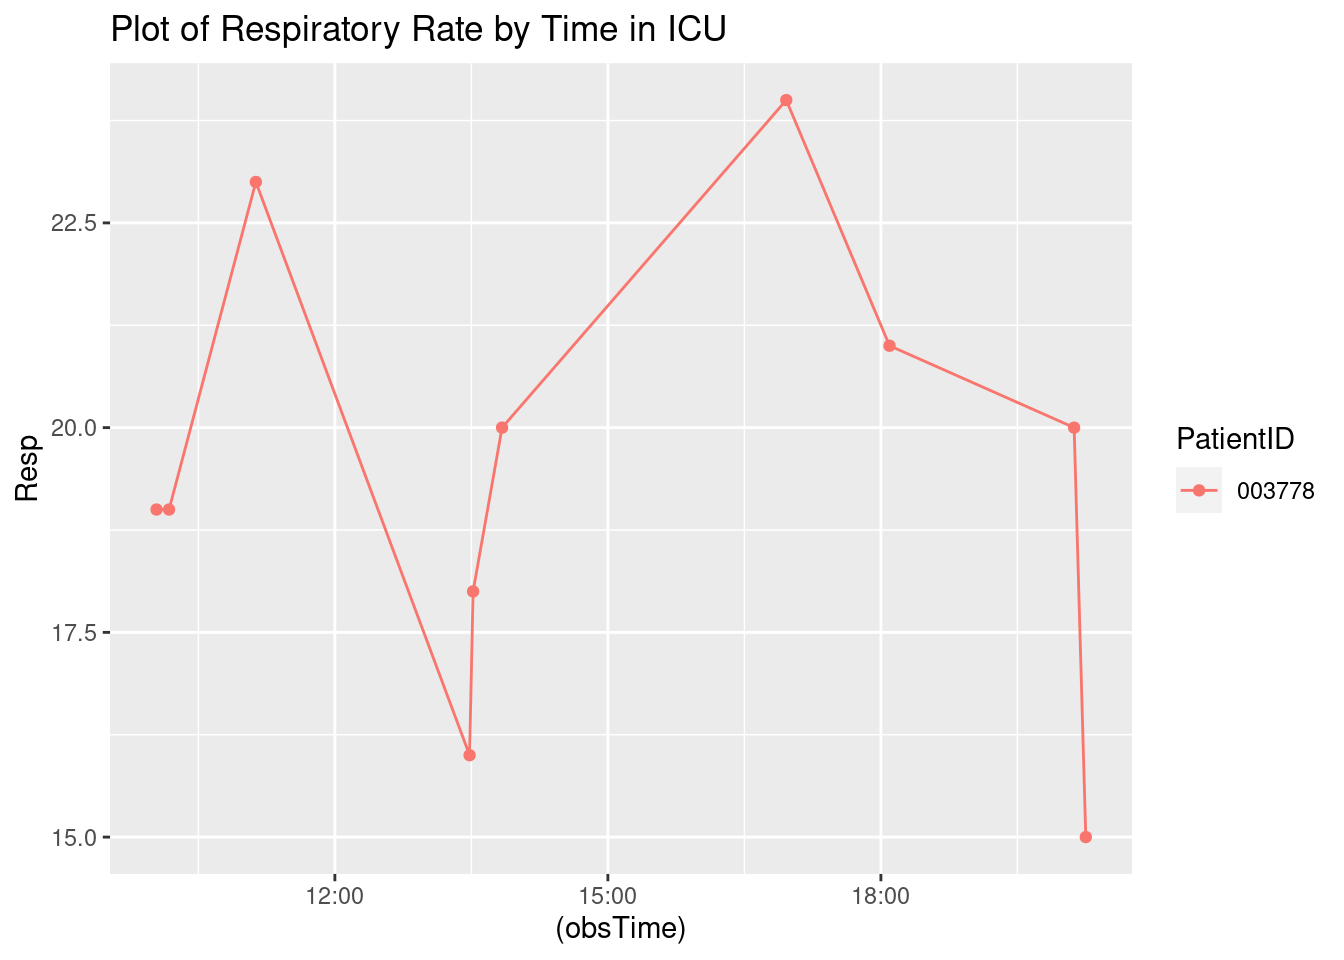 Plot of Respiratory Rate by Time in ICU
22.5
20.0
17.5
15.0
Resp
12:00 15:00 18:00
(obsTime)
PatientID
003778